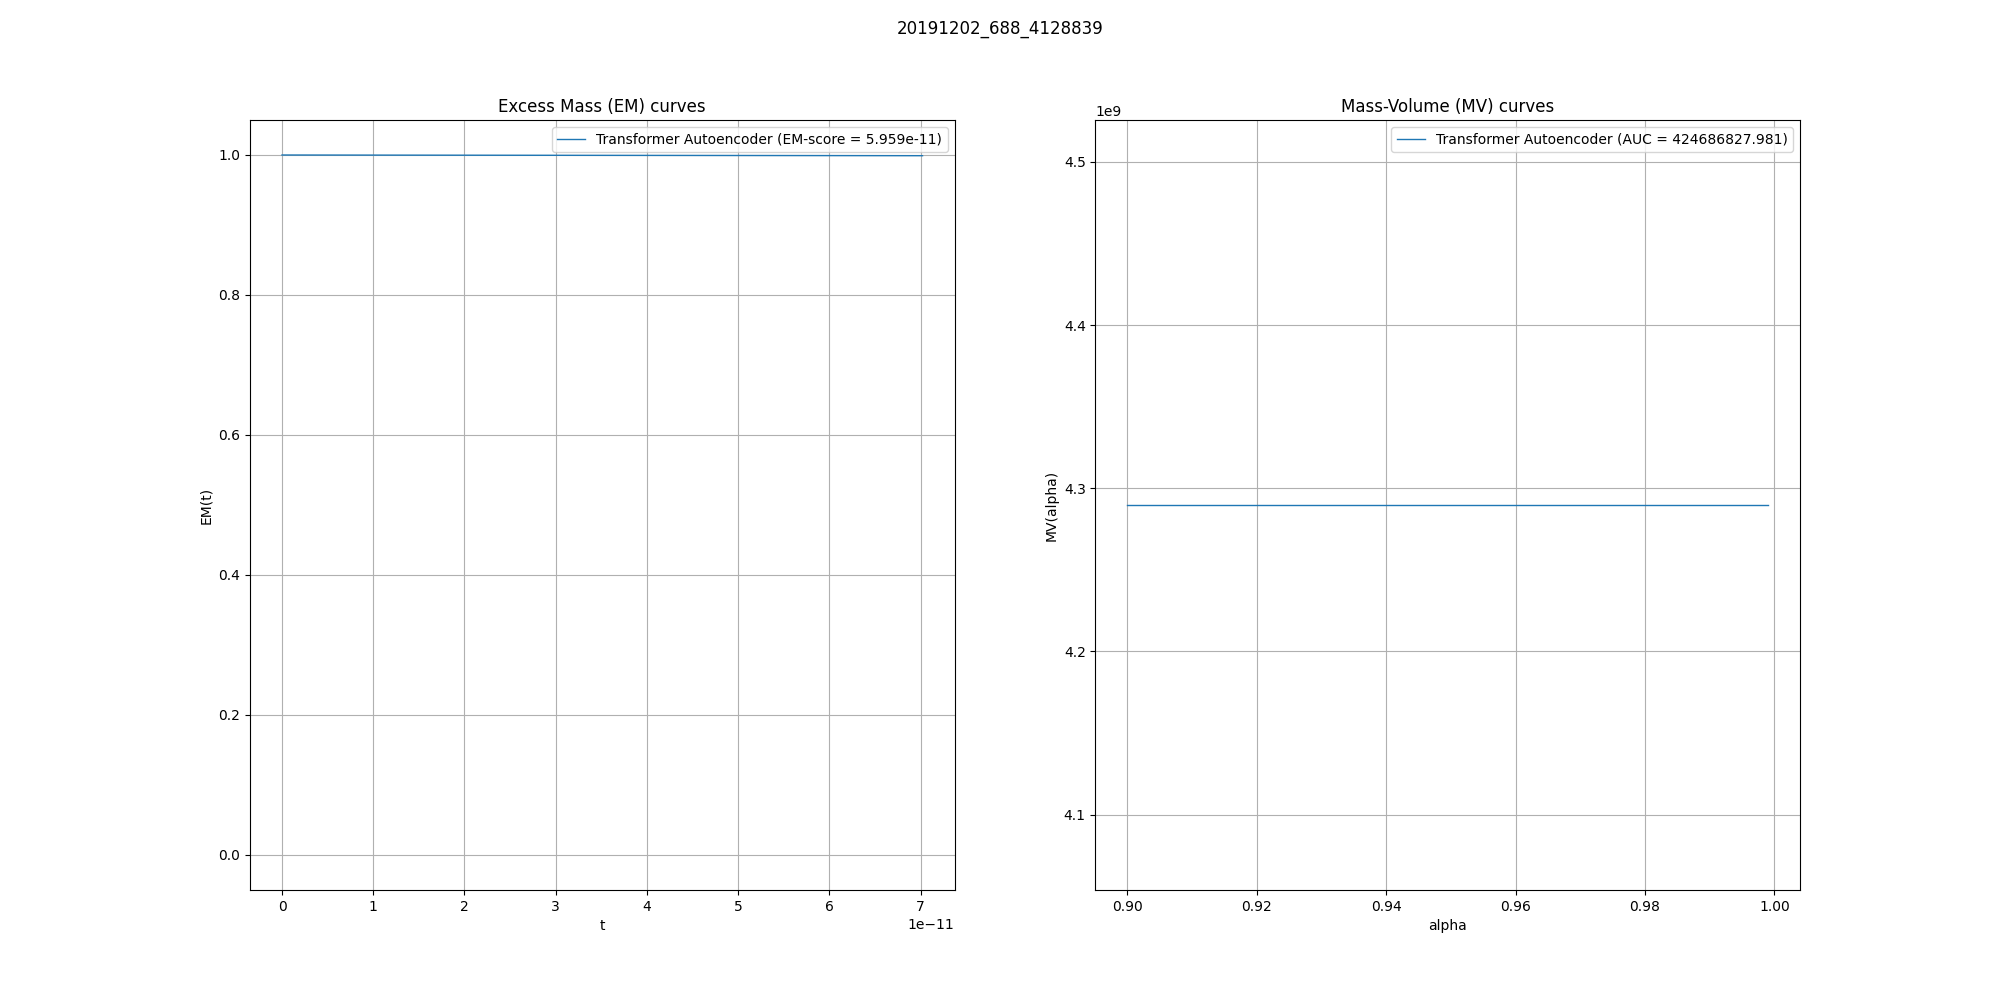 20191202_688_4128839
Excess Mass (EM) curves
Transformer Autoencoder (EM-score = 5.959e-11)
1.0
0.8
0.6
0.4
0.2
0.0
EM(t)
0 1 2 3 4 5 6 7
1e−11
t
Mass-Volume (MV) curves
1e9
Transformer Autoencoder (AUC = 424686827.981)
4.5
4.4
4.3
4.2
4.1
MV(alpha)
0.90 0.92 0.94 0.96 0.98 1.00
alpha